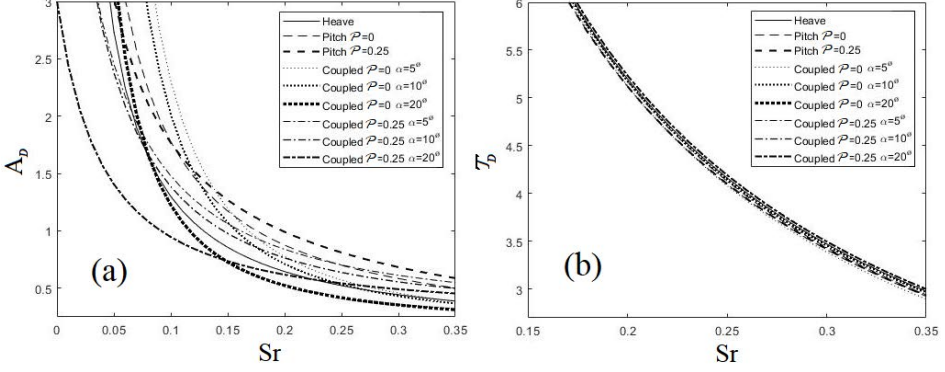 3
2.5
2
1.5
1
0.5
A_D
0
0.05
0.1
0.15
0.2
0.25
0.3
0.35
Sr
(a)
Heave
Pitch 𝒫=0
Pitch 𝒫=0.25
Coupled 𝒫=0 α=5°
Coupled 𝒫=0 α=10°
Coupled 𝒫=0 α=20°
Coupled 𝒫=0.25 α=5°
Coupled 𝒫=0.25 α=10°
Coupled 𝒫=0.25 α=20°
6
5.5
5
4.5
4
3.5
3
𝒯_D
0.15
0.2
0.25
0.3
0.35
Sr
(b)
Heave
Pitch 𝒫=0
Pitch 𝒫=0.25
Coupled 𝒫=0 α=5°
Coupled 𝒫=0 α=10°
Coupled 𝒫=0 α=20°
Coupled 𝒫=0.25 α=5°
Coupled 𝒫=0.25 α=10°
Coupled 𝒫=0.25 α=20°